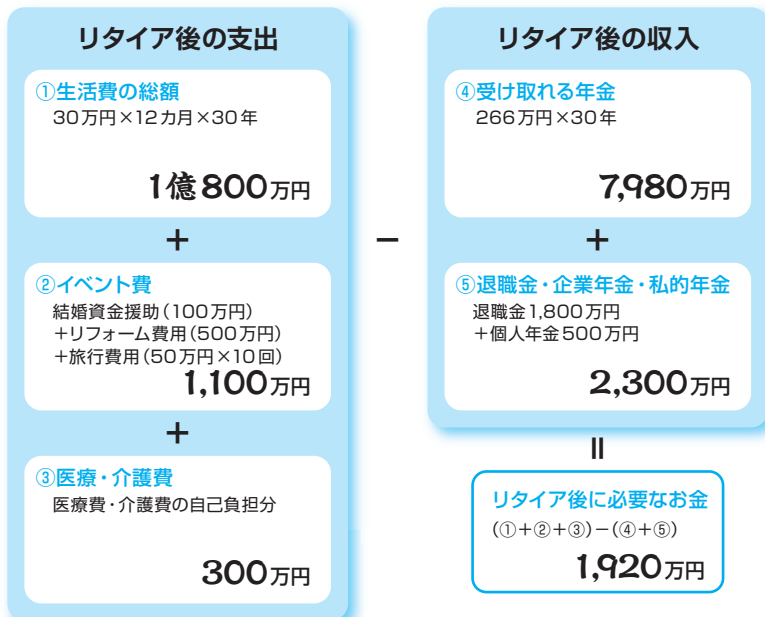 リタイア後の支出
①生活費の総額
30万円×12カ月×30年
1億800万円
+
②イベント費
結婚資金援助(100万円)
+リフォーム費用(500万円)
+旅行費用(50万円×10回)
1,100万円
+
③医療・介護費
医療費・介護費の自己負担分
300万円
−
リタイア後の収入
④受け取れる年金
266万円×30年
7,980万円
+
⑤退職金・企業年金・私的年金
退職金1,800万円
+個人年金500万円
2,300万円
=
リタイア後に必要なお金
(①+②+③)−(④+⑤)
1,920万円